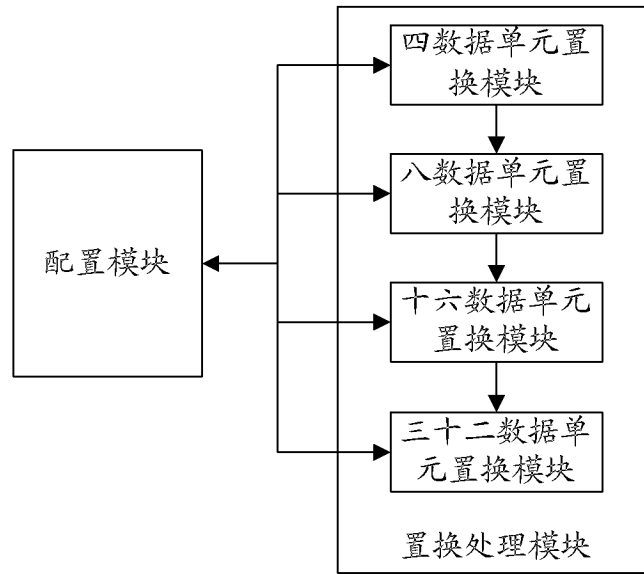 四数据单元置
换模块
八数据单元置
换模块
配置模块
十六数据单元
置换模块
三十二数据单
元置换模块
置换处理模块